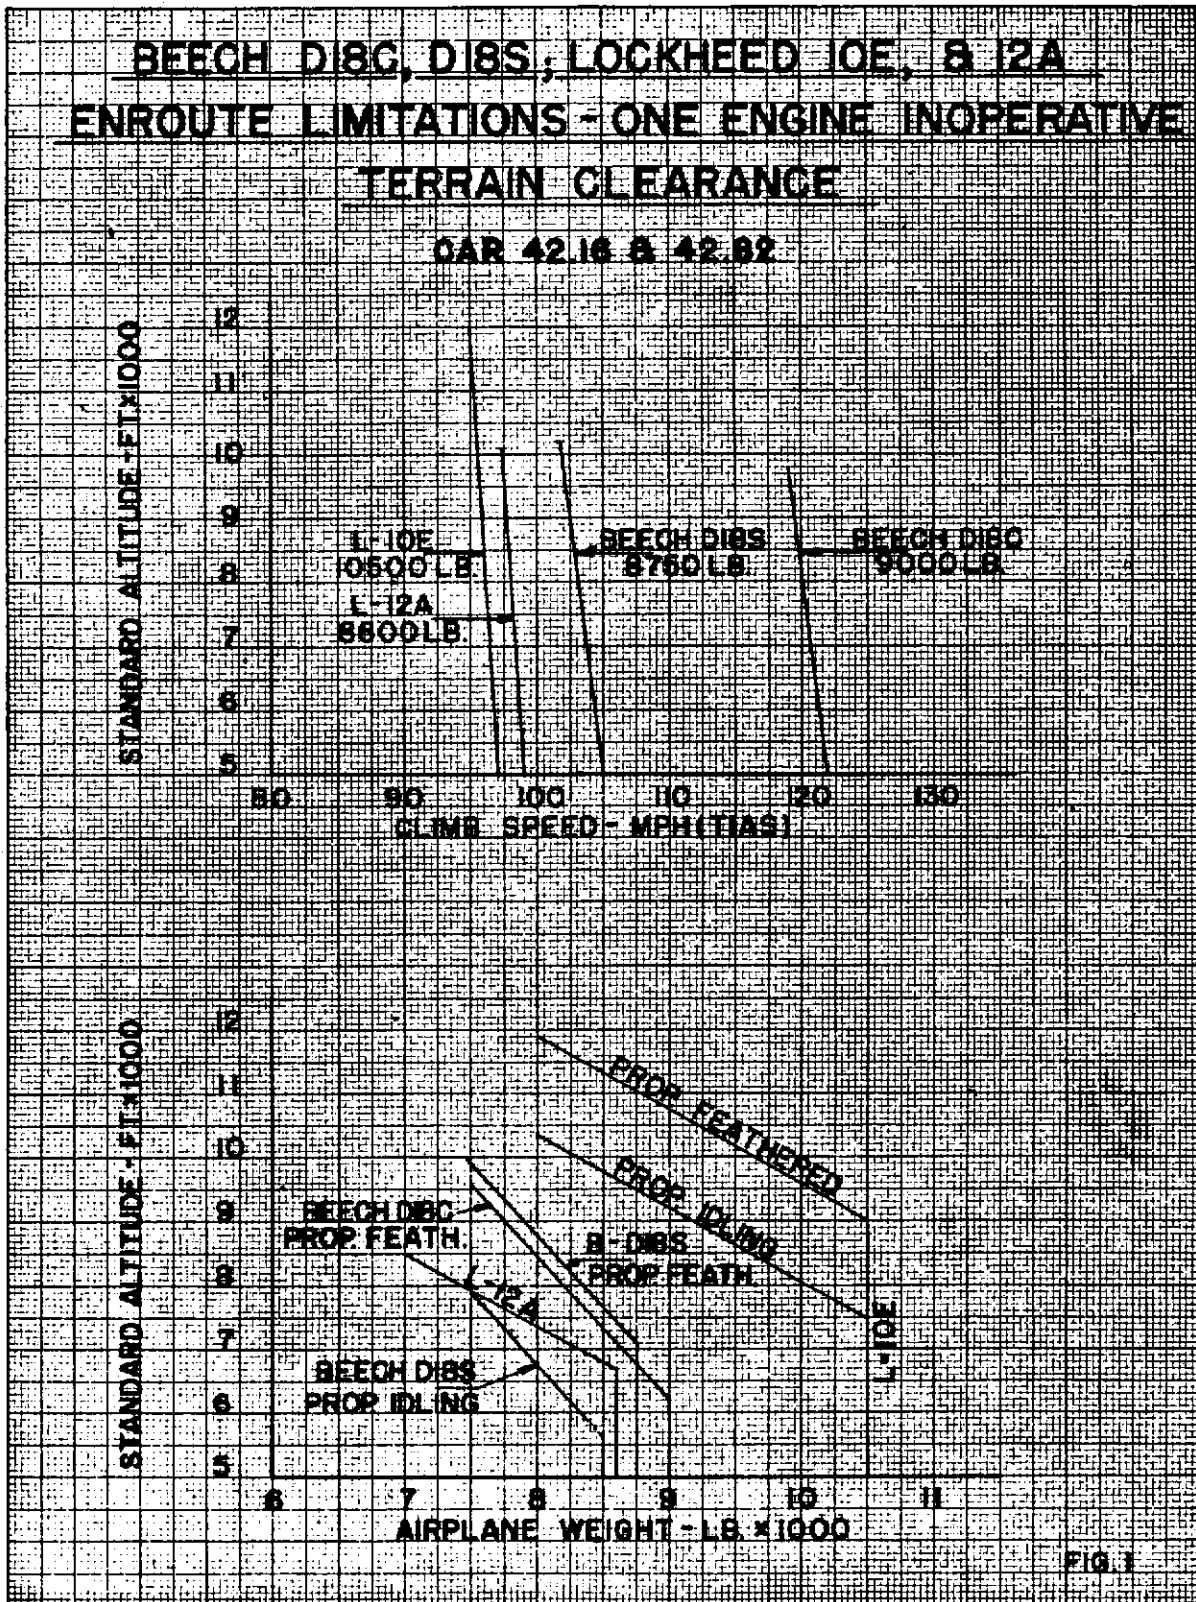 BEECH D18C, D18S; LOCKHEED 10E, & 12A
ENROUTE LIMITATIONS - ONE ENGINE INOPERATIVE
TERRAIN CLEARANCE
CAR 42.16 & 42.82
STANDARD ALTITUDE - FT.X1000
12
11
10
9
8
7
6
5
L-10E
10500 LB.
L-12A
8600 LB.
BEECH D18S
8750 LB.
BEECH D18C
9000 LB.
80 90 100 110 120 130
CLIMB SPEED - MPH (TIAS)
STANDARD ALTITUDE - FT.X1000
12
11
10
9
8
7
6
5
PROP FEATHERED
PROP IDLING
L-10E
BEECH D18C
PROP FEATH.
B-D18S
PROP FEATH.
L-12A
BEECH D18S
PROP IDLING
6 7 8 9 10 11
AIRPLANE WEIGHT - LB. X 1000
FIG. 1